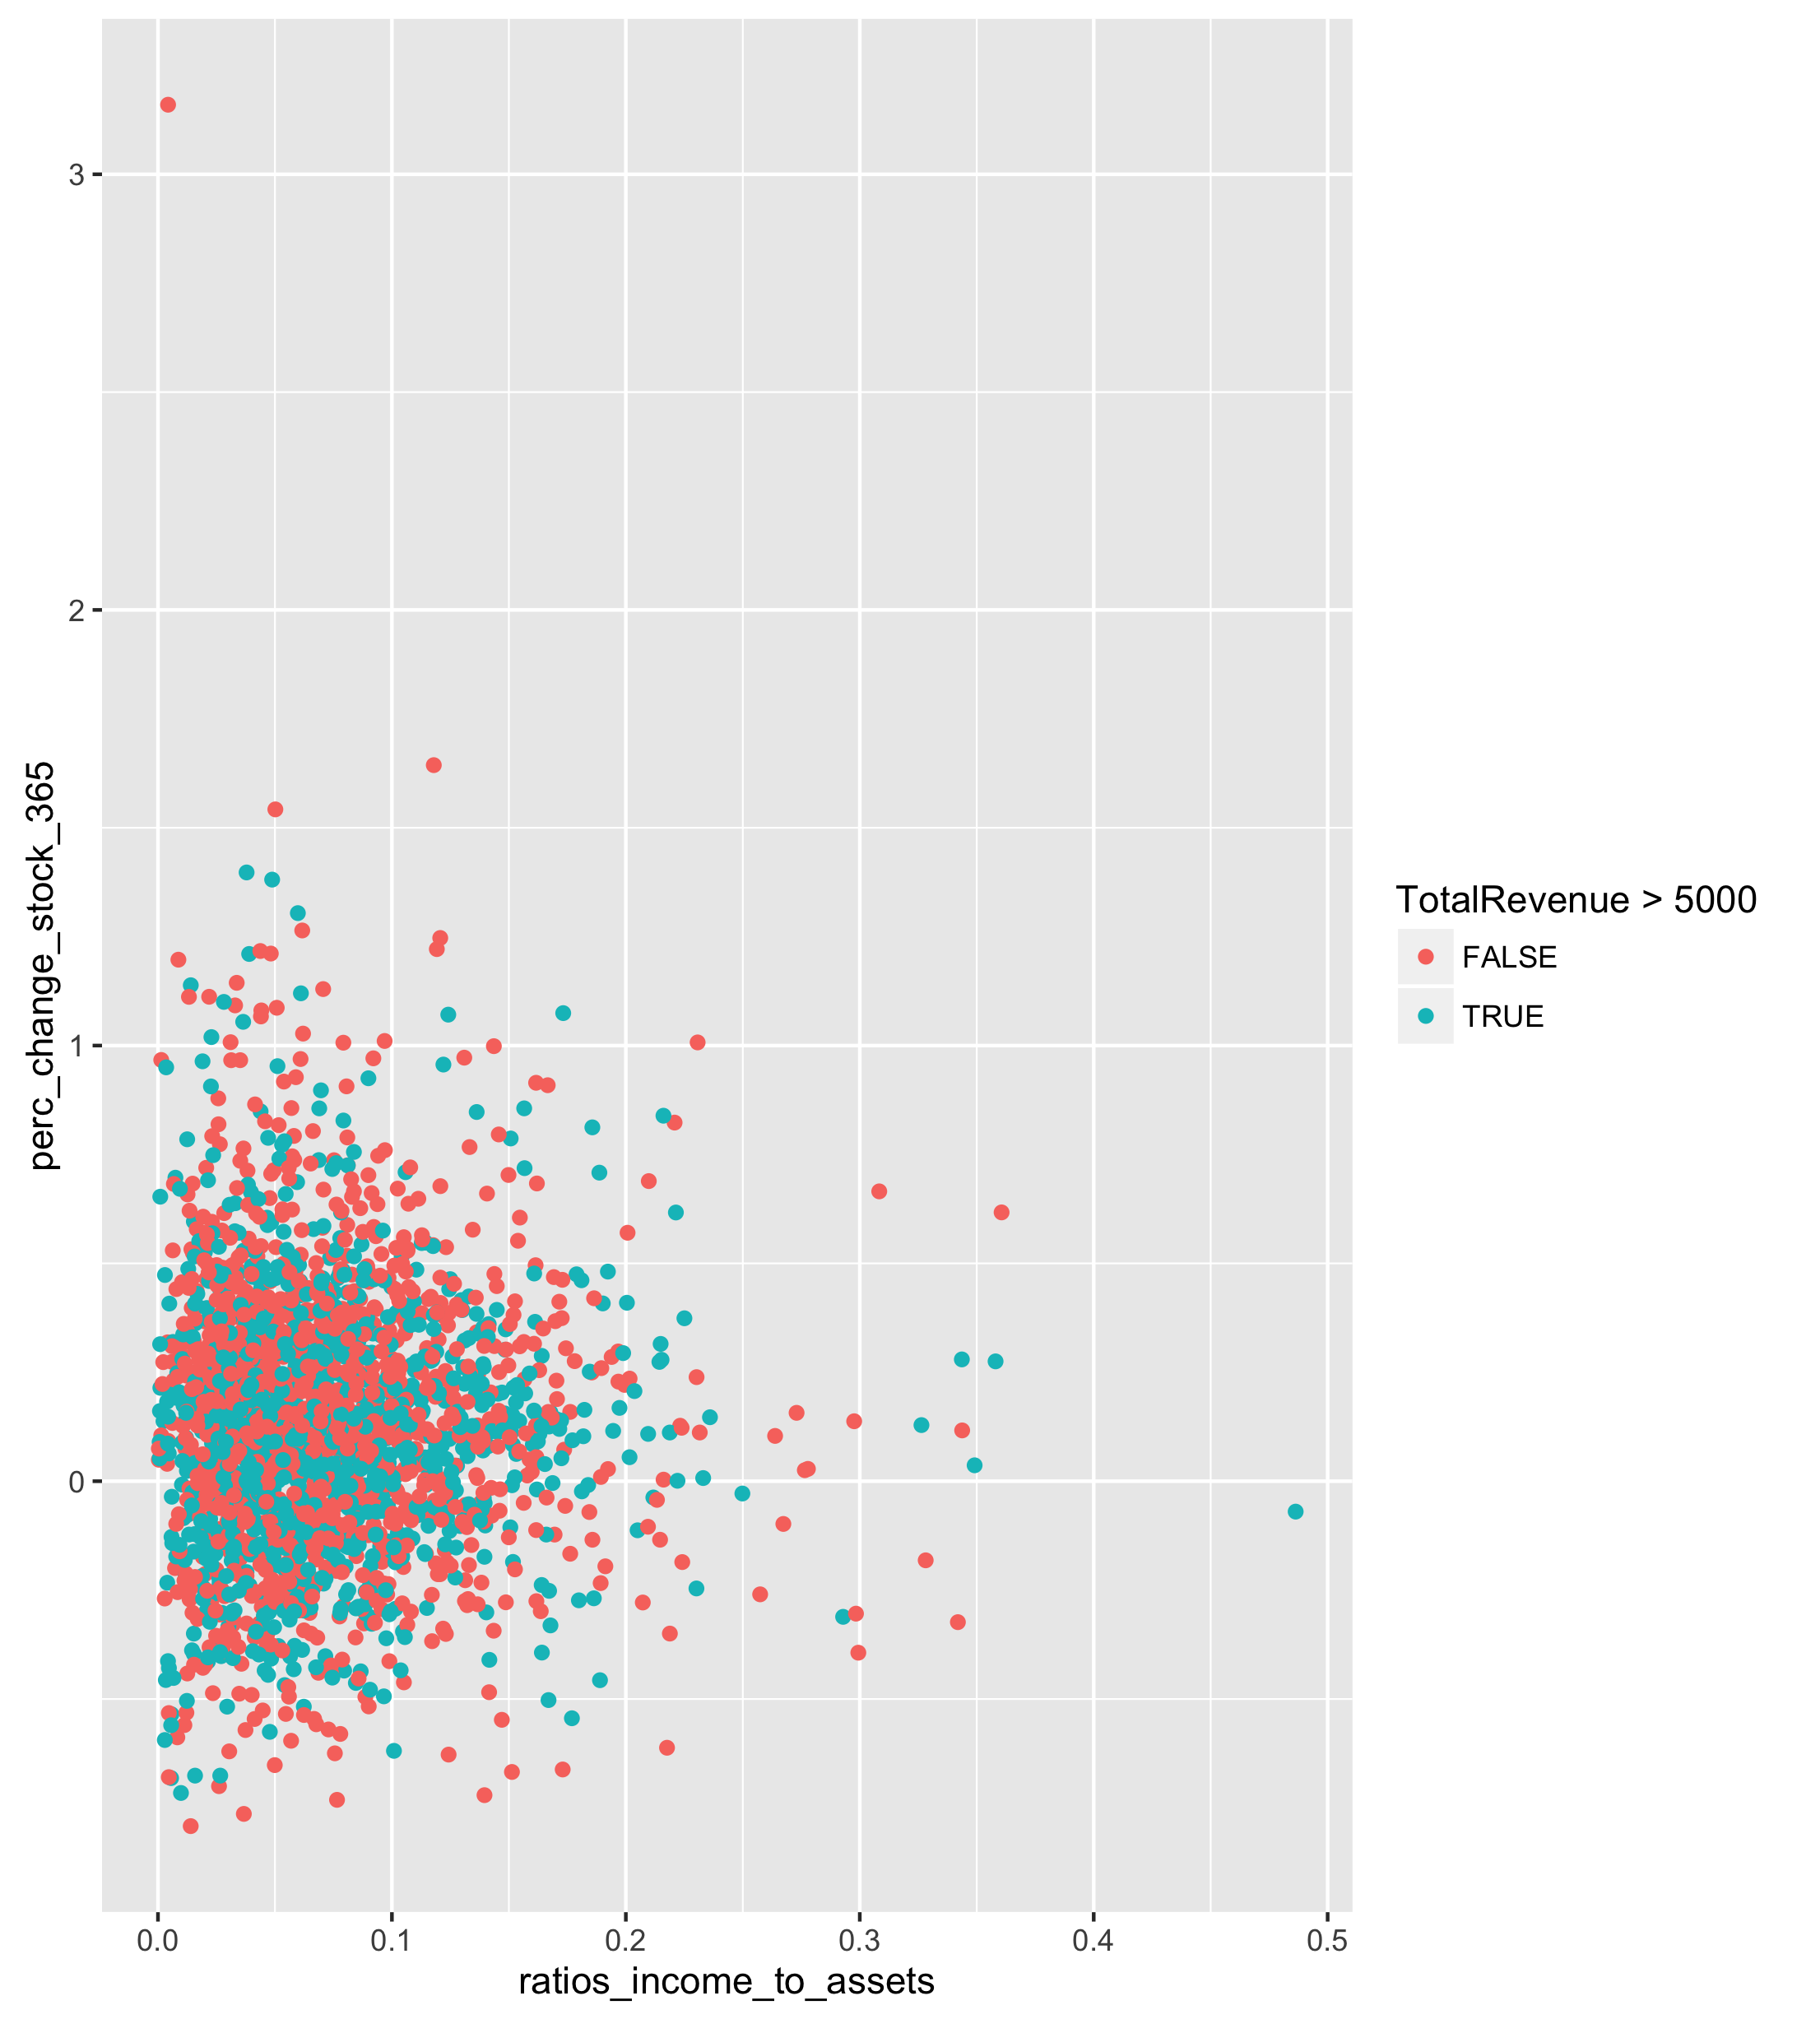 3
2
1
0
perc_change_stock_365
0.0 0.1 0.2 0.3 0.4 0.5
ratios_income_to_assets
TotalRevenue > 5000
FALSE
TRUE